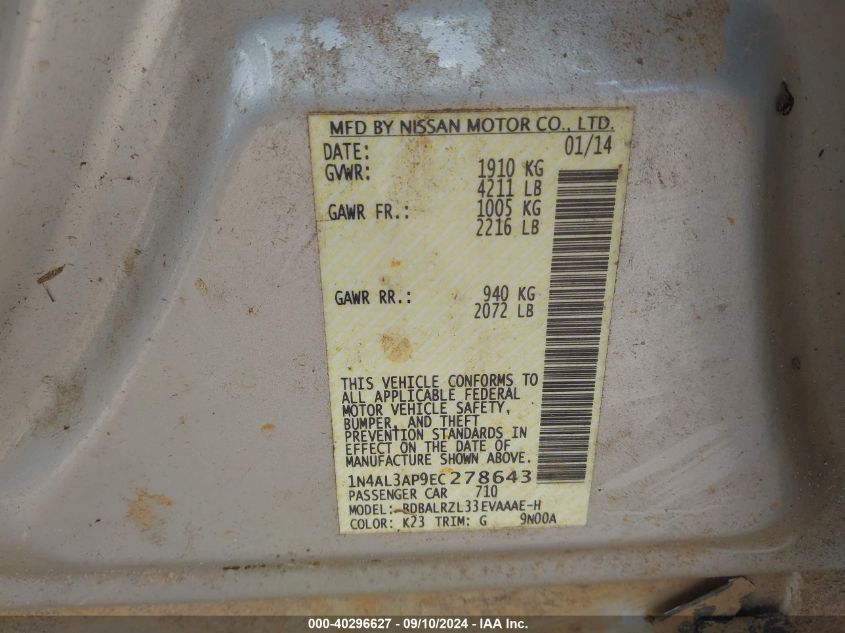 MFD BY NISSAN MOTOR CO., LTD.
DATE: 01/14
GVWR: 1910 KG
4211 LB
GAWR FR.: 1005 KG
2216 LB
GAWR RR.: 940 KG
2072 LB
THIS VEHICLE CONFORMS TO
ALL APPLICABLE FEDERAL
MOTOR VEHICLE SAFETY,
BUMPER, AND THEFT
PREVENTION STANDARDS IN
EFFECT ON THE DATE OF
MANUFACTURE SHOWN ABOVE.
1N4AL3AP9EC278643
PASSENGER CAR 710
MODEL: BDBALRZL33EVAAAE-H
COLOR: K23 TRIM: G 9N00A
000-40296627 - 09/10/2024 - IAA Inc.